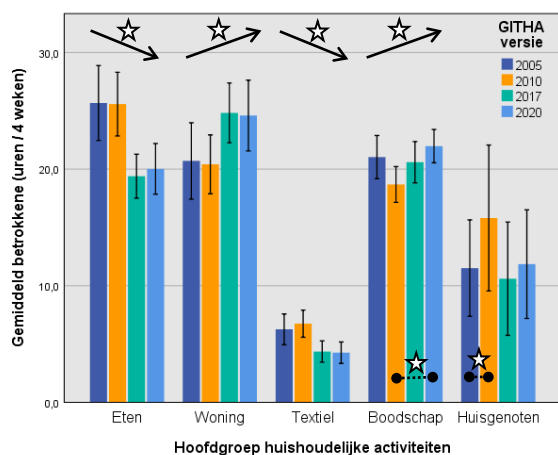 GITHA
versie
2005
2010
2017
2020
Gemiddeld betrokkene (uren / 4 weken)
30,0
20,0
10,0
0,0
Eten Woning Textiel Boodschap Huisgenoten
Hoofdgroep huishoudelijke activiteiten